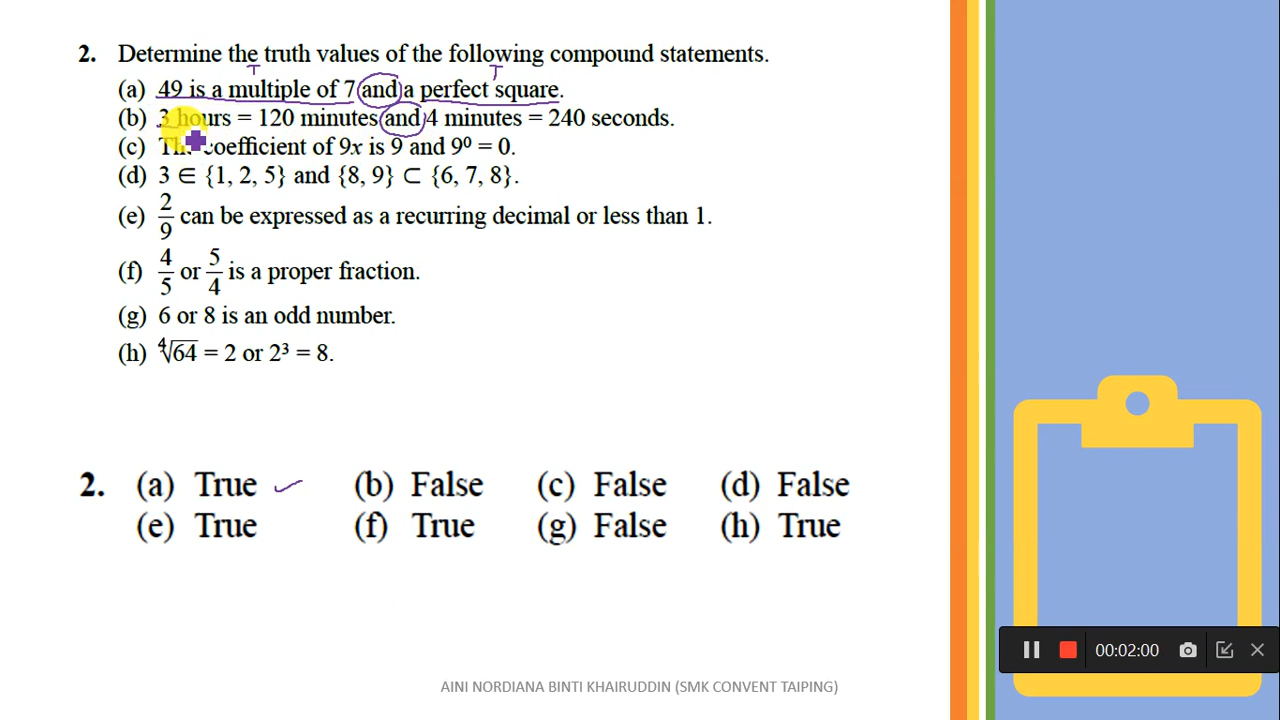 2. Determine the truth values of the following compound statements.
T T
(a) 49 is a multiple of 7 and a perfect square.
(b) 3 hours = 120 minutes and 4 minutes = 240 seconds.
(c) The coefficient of 9x is 9 and 9⁰ = 0.
(d) 3 ∈ {1, 2, 5} and {8, 9} ⊂ {6, 7, 8}.
(e) 2/9 can be expressed as a recurring decimal or less than 1.
(f) 4/5 or 5/4 is a proper fraction.
(g) 6 or 8 is an odd number.
(h) ∜64 = 2 or 2³ = 8.
2. (a) True ✓ (b) False (c) False (d) False
(e) True (f) True (g) False (h) True
00:02:00
AINI NORDIANA BINTI KHAIRUDDIN (SMK CONVENT TAIPING)